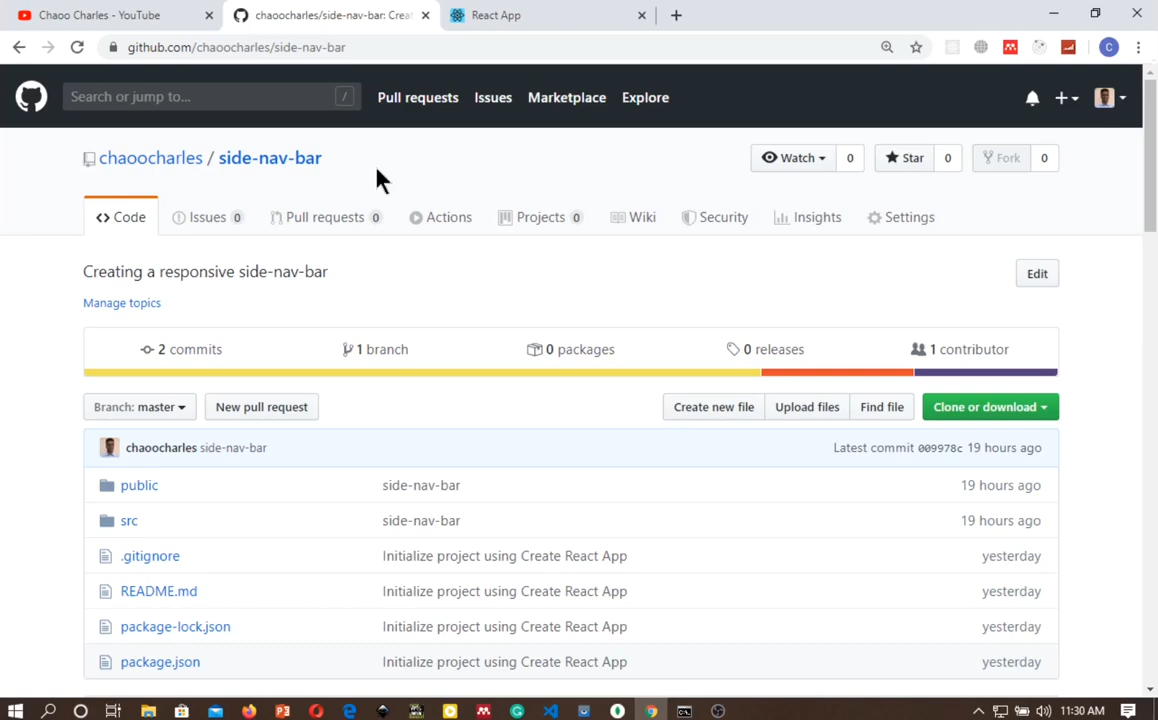 Chaoo Charles - YouTube
chaoocharles/side-nav-bar: Creat
React App
github.com/chaoocharles/side-nav-bar
C
Search or jump to...
/
Pull requests
Issues
Marketplace
Explore
chaoocharles / side-nav-bar
Watch
0
Star
0
Fork
0
Code
Issues 0
Pull requests 0
Actions
Projects 0
Wiki
Security
Insights
Settings
Creating a responsive side-nav-bar
Edit
Manage topics
2 commits
1 branch
0 packages
0 releases
1 contributor
Branch: master
New pull request
Create new file
Upload files
Find file
Clone or download
chaoocharles side-nav-bar
Latest commit 009978c 19 hours ago
public
side-nav-bar
19 hours ago
src
side-nav-bar
19 hours ago
.gitignore
Initialize project using Create React App
yesterday
README.md
Initialize project using Create React App
yesterday
package-lock.json
Initialize project using Create React App
yesterday
package.json
Initialize project using Create React App
yesterday
11:30 AM